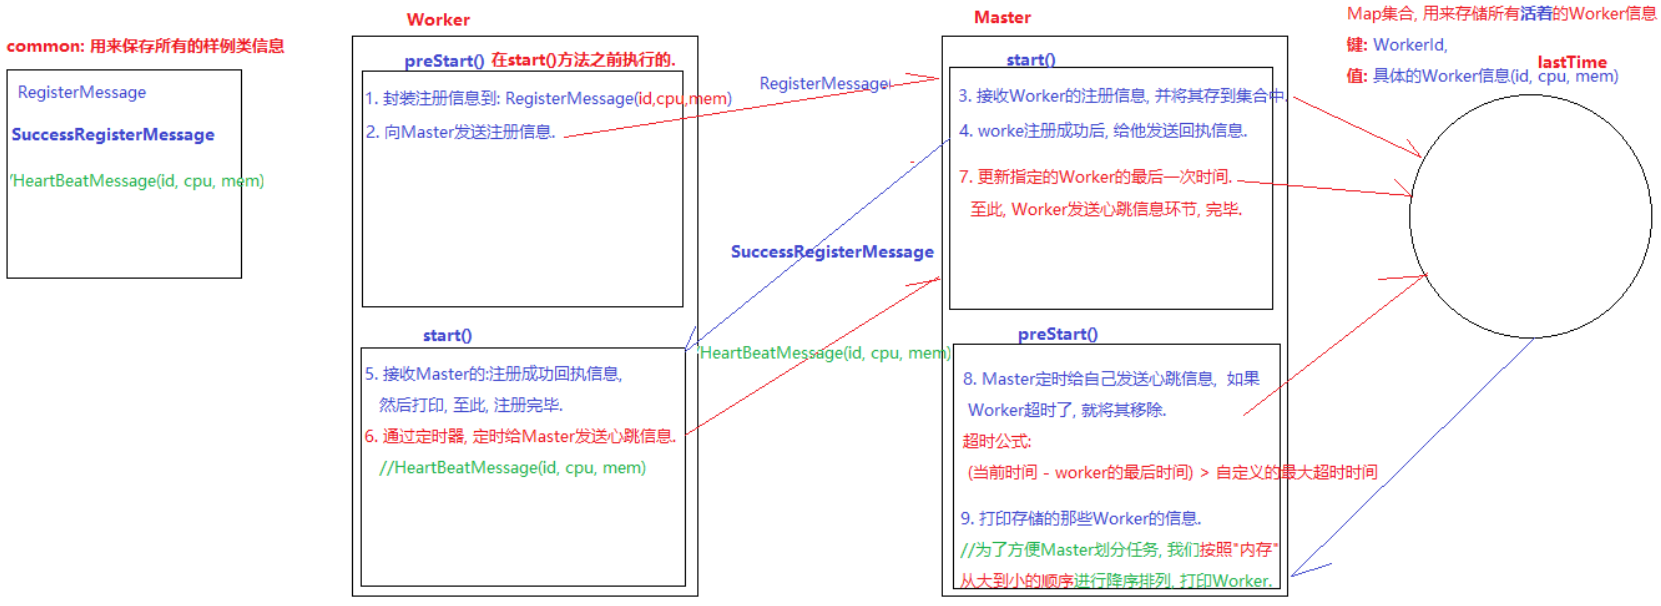 common: 用来保存所有的样例类信息
RegisterMessage
SuccessRegisterMessage
'HeartBeatMessage(id, cpu, mem)
Worker
preStart() 在start()方法之前执行的.
1. 封装注册信息到: RegisterMessage(id,cpu,mem)
2. 向Master发送注册信息.
start()
5. 接收Master的:注册成功回执信息,
然后打印, 至此, 注册完毕.
6. 通过定时器, 定时给Master发送心跳信息.
//HeartBeatMessage(id, cpu, mem)
RegisterMessage
SuccessRegisterMessage
'HeartBeatMessage(id, cpu, mem)
Master
start()
3. 接收Worker的注册信息, 并将其存到集合中.
4. worke注册成功后, 给他发送回执信息.
7. 更新指定的Worker的最后一次时间.
至此, Worker发送心跳信息环节, 完毕.
preStart()
8. Master定时给自己发送心跳信息, 如果
Worker超时了, 就将其移除.
超时公式:
(当前时间 - worker的最后时间) > 自定义的最大超时时间
9. 打印存储的那些Worker的信息.
//为了方便Master划分任务, 我们按照"内存"
从大到小的顺序进行降序排列, 打印Worker.
Map集合, 用来存储所有活着的Worker信息
键: WorkerId,
lastTime
值: 具体的Worker信息(id, cpu, mem)